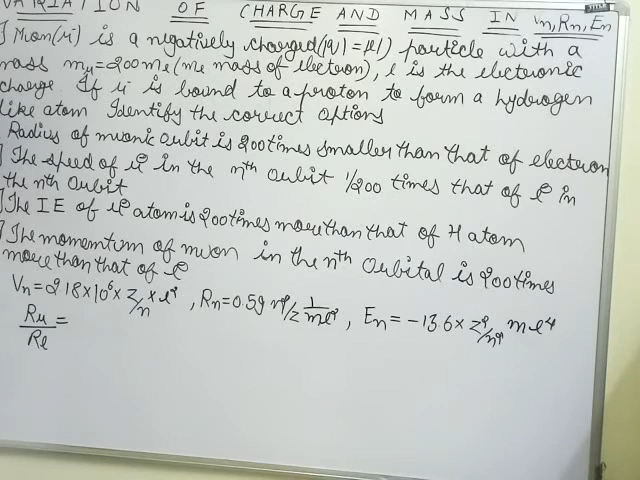 VARIATION OF CHARGE AND MASS IN Vn, Rn, En
] Muon(μ⁻) is a negatively charged(|q|=|e|) particle with a
mass mμ=200me(me mass of electron), e is the electronic
charge If μ⁻ is bound to a proton to form a hydrogen
like atom Identify the correct options
Radius of muonic orbit is 200 times smaller than that of electron
] The speed of μ⁻ in the nth orbit 1/200 times that of e⁻ in
the nth orbit
] The IE of μ⁻ atom is 200 times more than that of H atom
] The momemtum of muon in the nth Orbital is 200 times
more than that of e⁻
Vn=2.18×10⁶×Z/n×e², Rn=0.59 n²/Z 1/me², En=-13.6×Z²/n² me⁴
Rμ/Re =